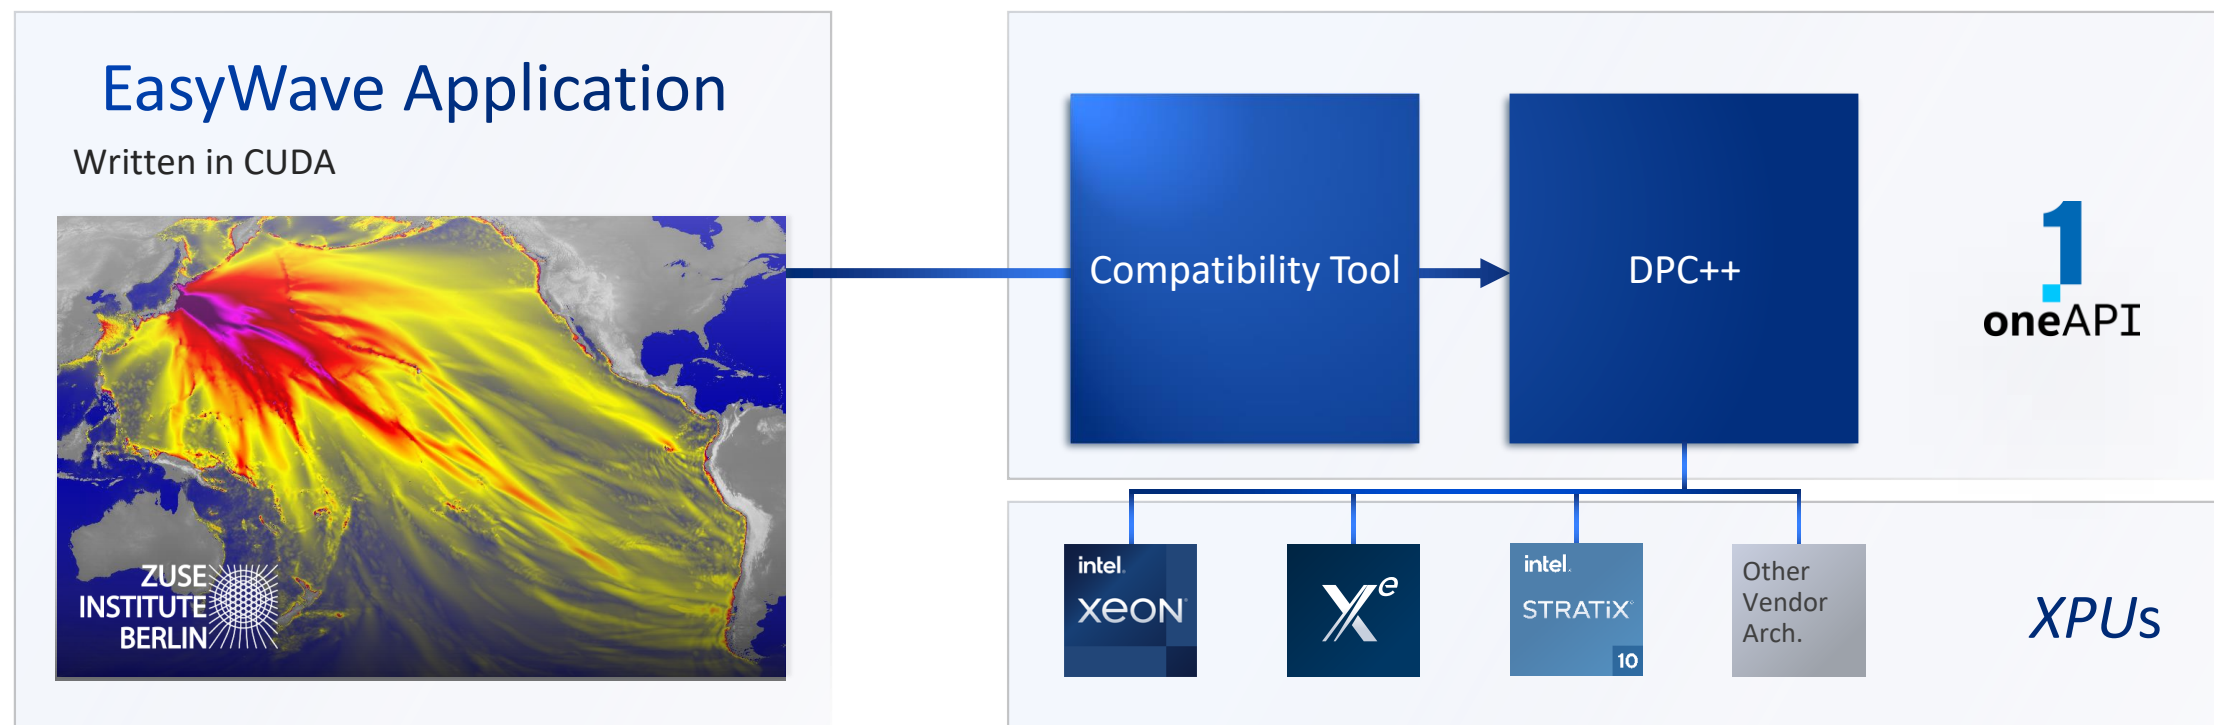 EasyWave Application
Written in CUDA
ZUSE
INSTITUTE
BERLIN
Compatibility Tool
DPC++
1
oneAPI
intel.
xeon
Xe
intel.
STRATIX
10
Other
Vendor
Arch.
XPUs